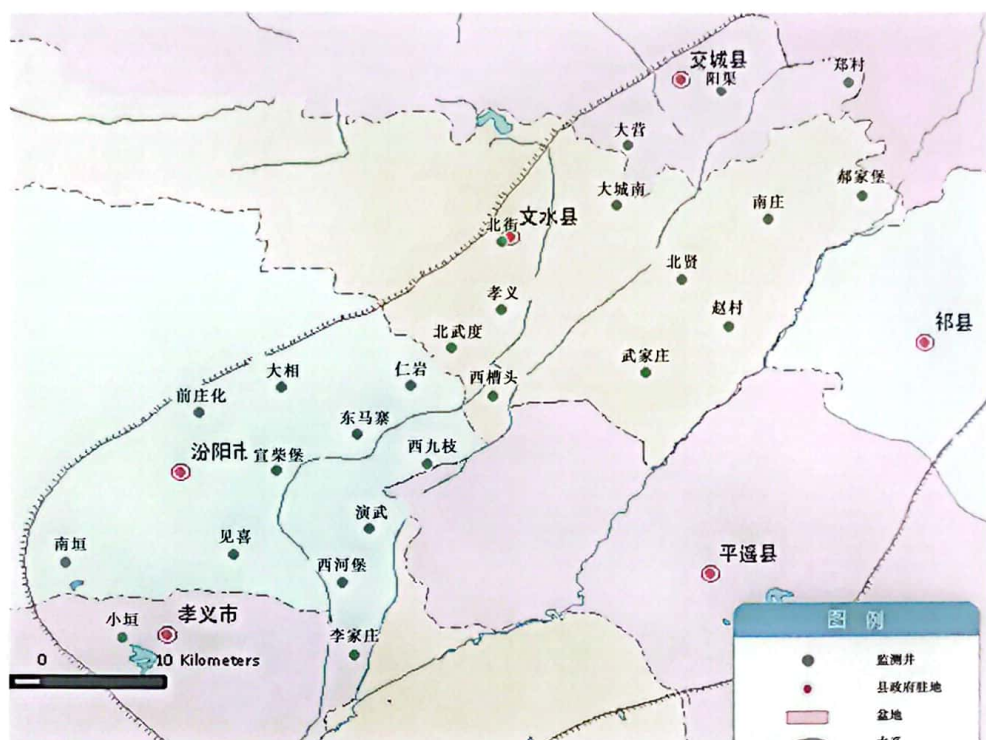 交城县
郑村
阳渠
大营
郝家堡
大城南
南庄
文水县
北街
北贤
孝义
赵村
祁县
北武度
武家庄
大相
仁岩
西槽头
前庄化
东马寨
汾阳市
宜柴堡
西九枝
演武
见喜
南垣
平遥县
西河堡
孝义市
小垣
图 例
李家庄
0 10 Kilometers
监测井
县政府驻地
盆地